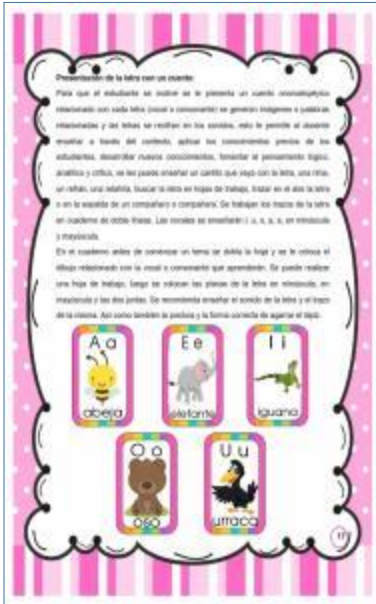 Presentación de la letra con un cuento:
Para que el estudiante se motive se le presenta un cuento onomatopéyico
relacionado con cada letra (vocal o consonante) se generan imágenes o palabras
relacionadas y las letras se resaltan en los sonidos, esto le permite al docente
enseñar a través del contexto, aplicar los conocimientos previos de los
estudiantes, desarrollar nuevos conocimientos, fomentar el pensamiento lógico,
analítico y crítico, se les puede enseñar un cantito que vaya con la letra, una rima,
un refrán, una retahíla, buscar la letra en hojas de trabajo, trazar en el aire la letra
o en la espalda de un compañero o compañera. Se trabajan los trazos de la letra
en cuaderno de doble líneas. Las vocales se enseñarán i, u, o, a, e, en minúscula
y mayúscula.
En el cuaderno antes de comenzar un tema se dobla la hoja y se le coloca el
dibujo relacionado con la vocal o consonante que aprenderán. Se puede realizar
una hoja de trabajo, luego se colocan las planas de la letra en minúscula, en
mayúscula y las dos juntas. Se recomienda enseñar el sonido de la letra y el trazo
de la misma. Así como también la postura y la forma correcta de agarrar el lápiz.
A a
E e
I i
abeja
elefante
iguana
O o
U u
oso
urraca